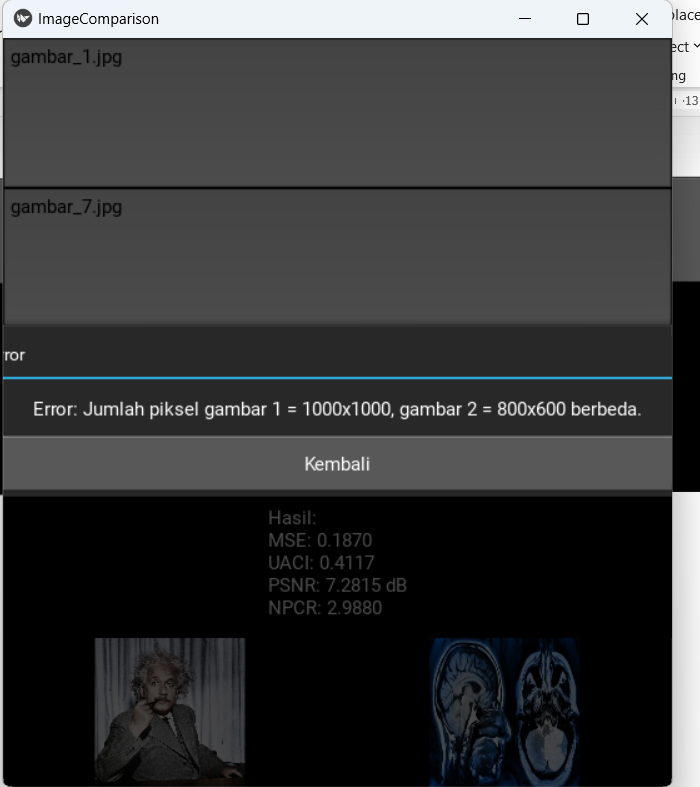 ImageComparison
place
ect
ng
13
gambar_1.jpg
gambar_7.jpg
ror
Error: Jumlah piksel gambar 1 = 1000x1000, gambar 2 = 800x600 berbeda.
Kembali
Hasil:
MSE: 0.1870
UACI: 0.4117
PSNR: 7.2815 dB
NPCR: 2.9880